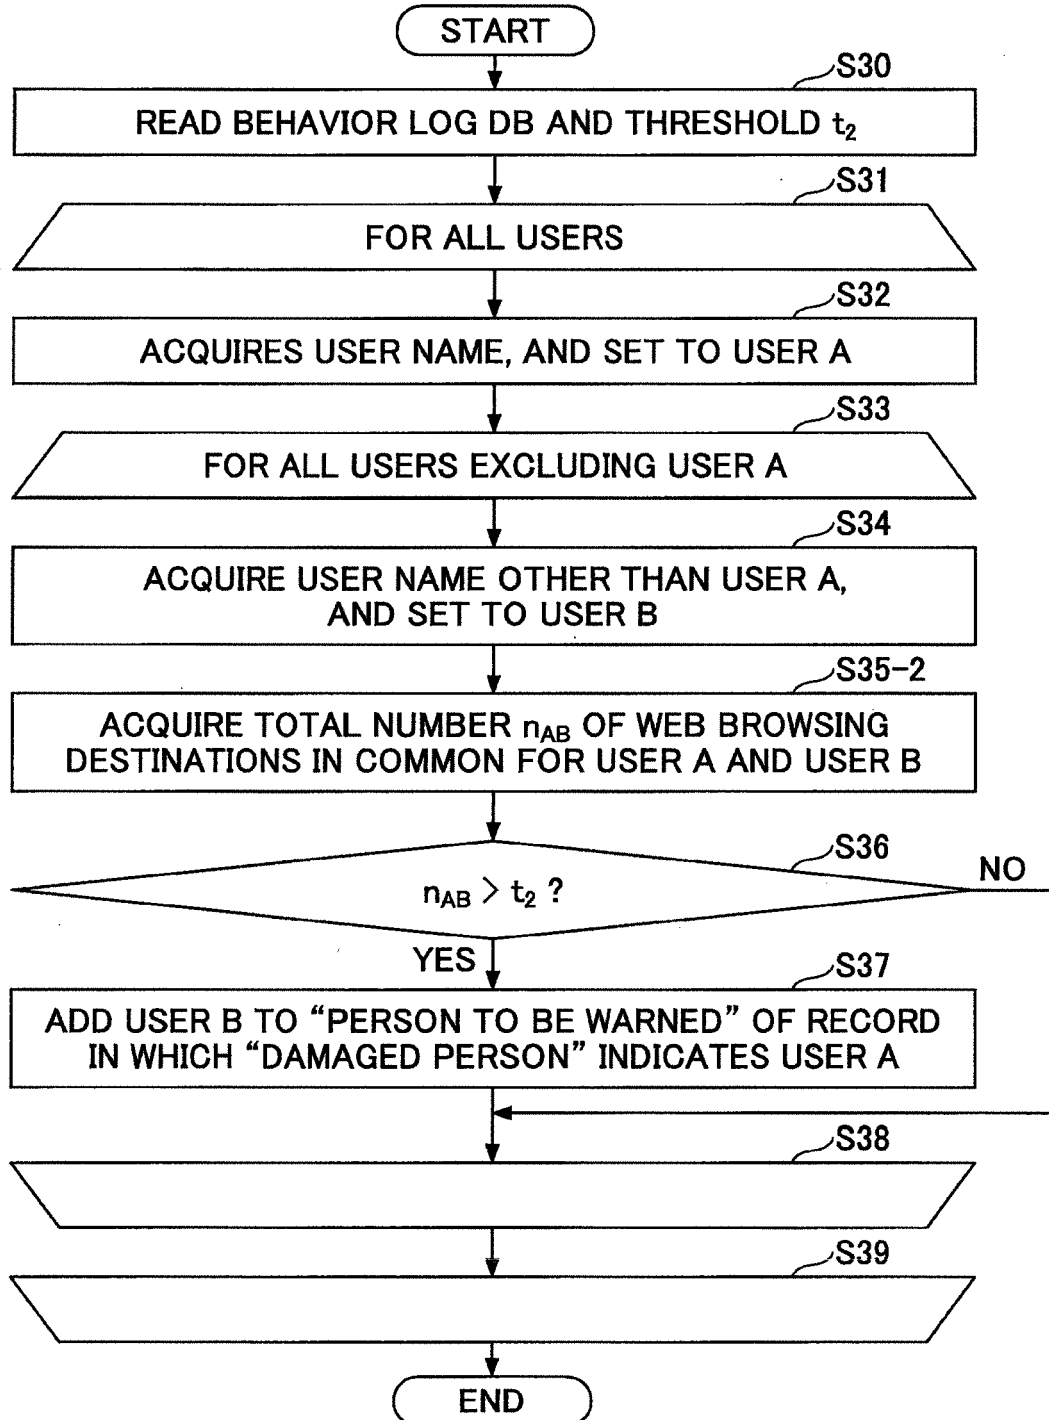 START
S30
READ BEHAVIOR LOG DB AND THRESHOLD t₂
S31
FOR ALL USERS
S32
ACQUIRES USER NAME, AND SET TO USER A
S33
FOR ALL USERS EXCLUDING USER A
S34
ACQUIRE USER NAME OTHER THAN USER A,
AND SET TO USER B
S35-2
ACQUIRE TOTAL NUMBER nAB OF WEB BROWSING
DESTINATIONS IN COMMON FOR USER A AND USER B
S36
nAB > t₂ ?
NO
YES
S37
ADD USER B TO “PERSON TO BE WARNED” OF RECORD
IN WHICH “DAMAGED PERSON” INDICATES USER A
S38
S39
END